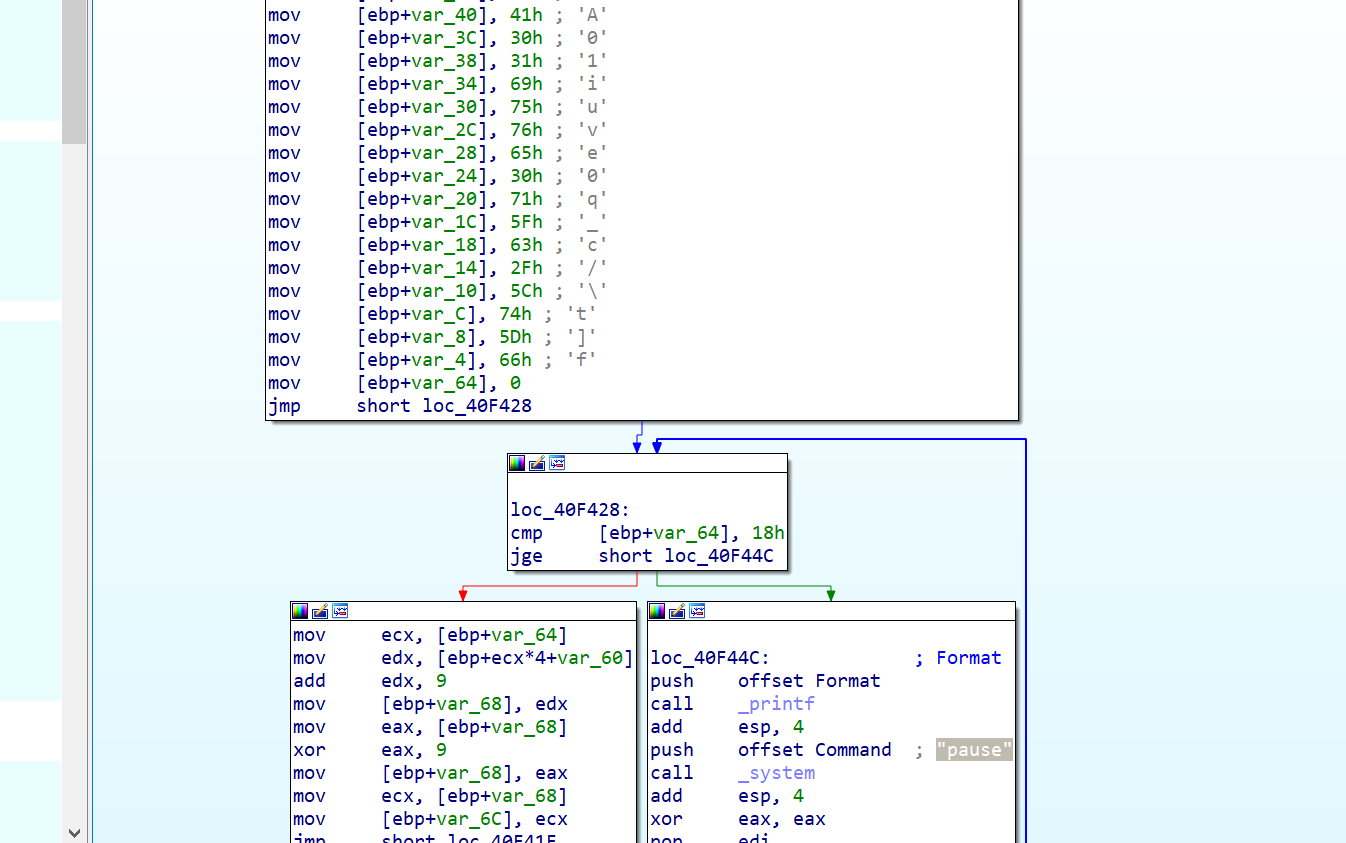 mov [ebp+var_40], 41h ; 'A'
mov [ebp+var_3C], 30h ; '0'
mov [ebp+var_38], 31h ; '1'
mov [ebp+var_34], 69h ; 'i'
mov [ebp+var_30], 75h ; 'u'
mov [ebp+var_2C], 76h ; 'v'
mov [ebp+var_28], 65h ; 'e'
mov [ebp+var_24], 30h ; '0'
mov [ebp+var_20], 71h ; 'q'
mov [ebp+var_1C], 5Fh ; '_'
mov [ebp+var_18], 63h ; 'c'
mov [ebp+var_14], 2Fh ; '/'
mov [ebp+var_10], 5Ch ; '\'
mov [ebp+var_C], 74h ; 't'
mov [ebp+var_8], 5Dh ; ']'
mov [ebp+var_4], 66h ; 'f'
mov [ebp+var_64], 0
jmp short loc_40F428
loc_40F428:
cmp [ebp+var_64], 18h
jge short loc_40F44C
mov ecx, [ebp+var_64]
mov edx, [ebp+ecx*4+var_60]
add edx, 9
mov [ebp+var_68], edx
mov eax, [ebp+var_68]
xor eax, 9
mov [ebp+var_68], eax
mov ecx, [ebp+var_68]
mov [ebp+var_6C], ecx
jmp short loc_40F41F
loc_40F44C: ; Format
push offset Format
call _printf
add esp, 4
push offset Command ; "pause"
call _system
add esp, 4
xor eax, eax
pop edi